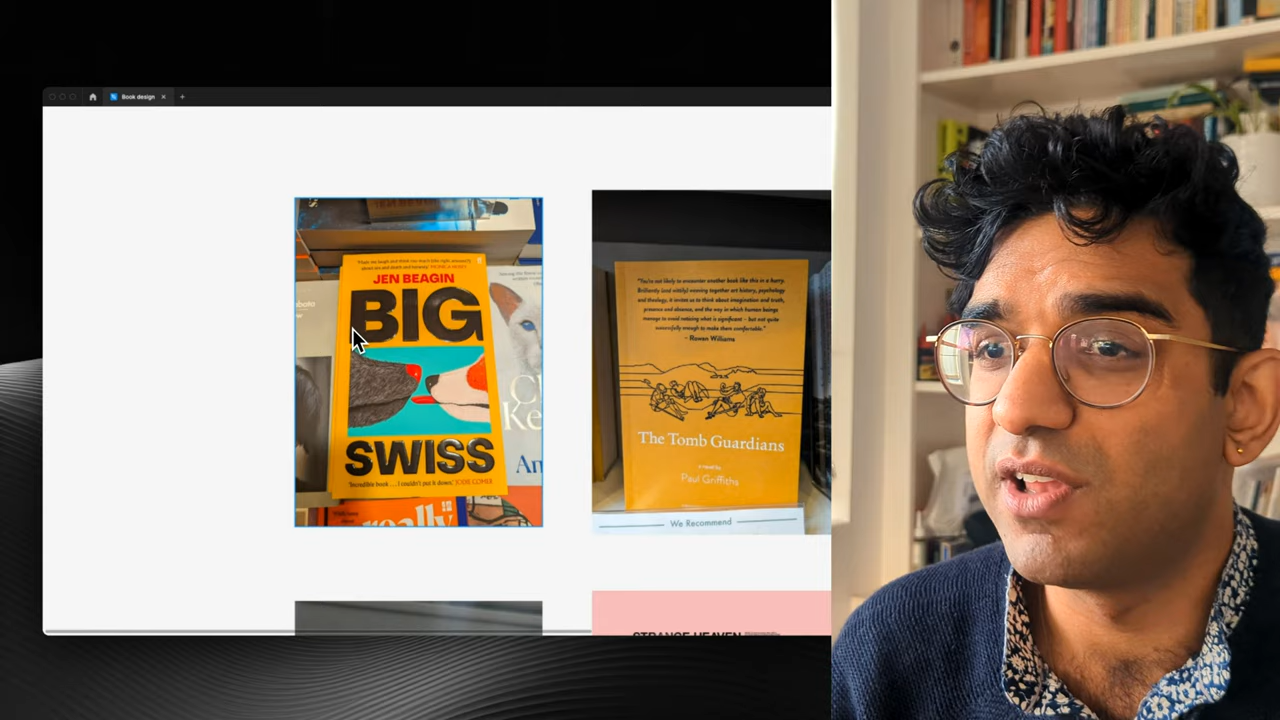 Book design
JEN BEAGIN
BIG
SWISS
'Incredible book . . . I couldn't put it down' JODIE COMER
really
"You're not likely to encounter another book like this in a hurry.
Brilliantly (and wittily) weaving together art history, psychology
and theology, it invites us to think about imagination and truth,
presence and absence, and the way in which human beings
manage to avoid noticing what is significant – but not quite
successfully enough to make them comfortable."
– Rowan Williams
The Tomb Guardians
a novel by
Paul Griffiths
We Recommend
STRANGE HEAVEN